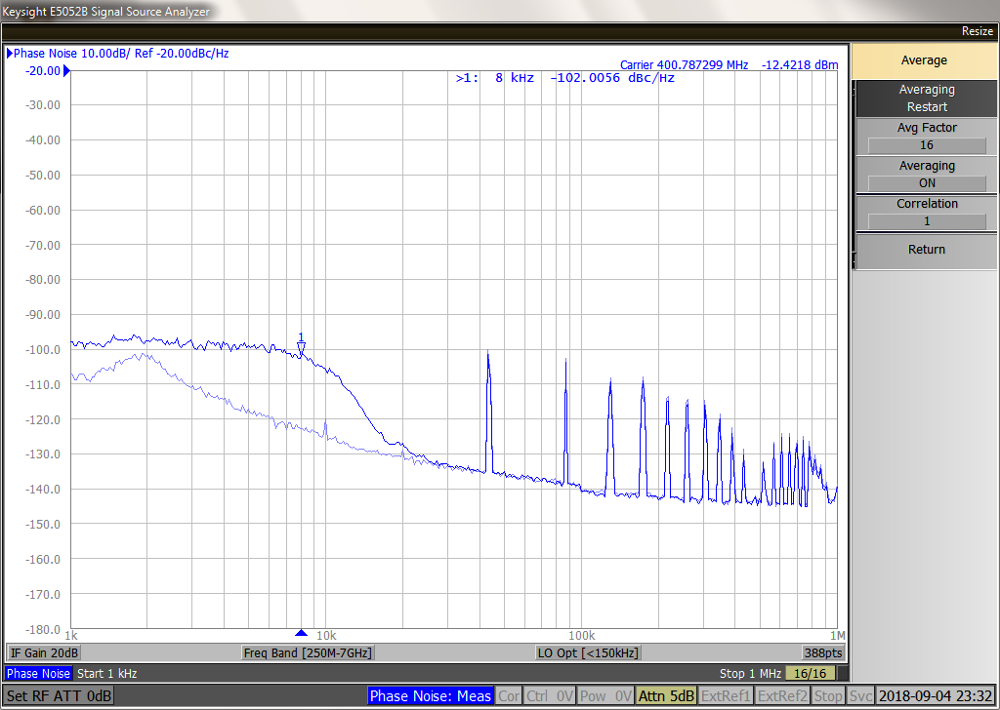 Keysight E5052B Signal Source Analyzer
Resize
Phase Noise 10.00dB/ Ref -20.00dBc/Hz
Carrier 400.787299 MHz -12.4218 dBm
>1: 8 kHz -102.0056 dBc/Hz
-20.00
-30.00
-40.00
-50.00
-60.00
-70.00
-80.00
-90.00
-100.0
-110.0
-120.0
-130.0
-140.0
-150.0
-160.0
-170.0
-180.0
1
1k 10k 100k 1M
IF Gain 20dB Freq Band [250M-7GHz] LO Opt [<150kHz] 388pts
Phase Noise Start 1 kHz Stop 1 MHz 16/16
Average
Averaging
Restart
Avg Factor
16
Averaging
ON
Correlation
1
Return
Set RF ATT 0dB Phase Noise: Meas Cor Ctrl 0V Pow 0V Attn 5dB ExtRef1 ExtRef2 Stop Svc 2018-09-04 23:32